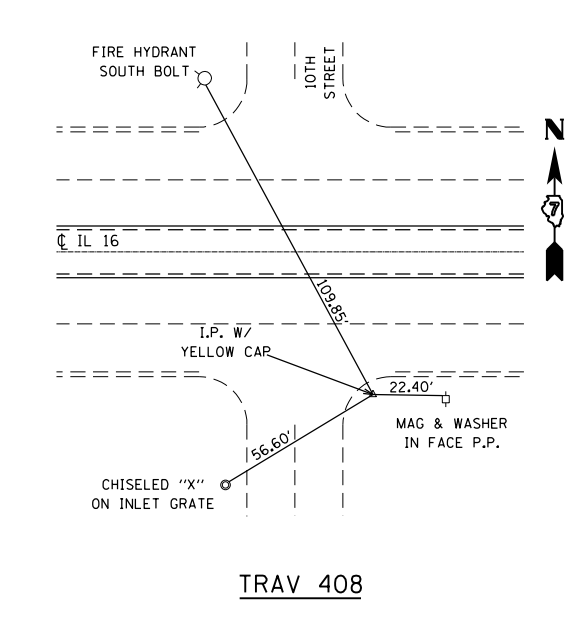 FIRE HYDRANT
SOUTH BOLT
10TH
STREET
N
7
℄ IL 16
109.85'
I.P. W/
YELLOW CAP
22.40'
MAG & WASHER
IN FACE P.P.
56.60'
CHISELED "X"
ON INLET GRATE
TRAV 408